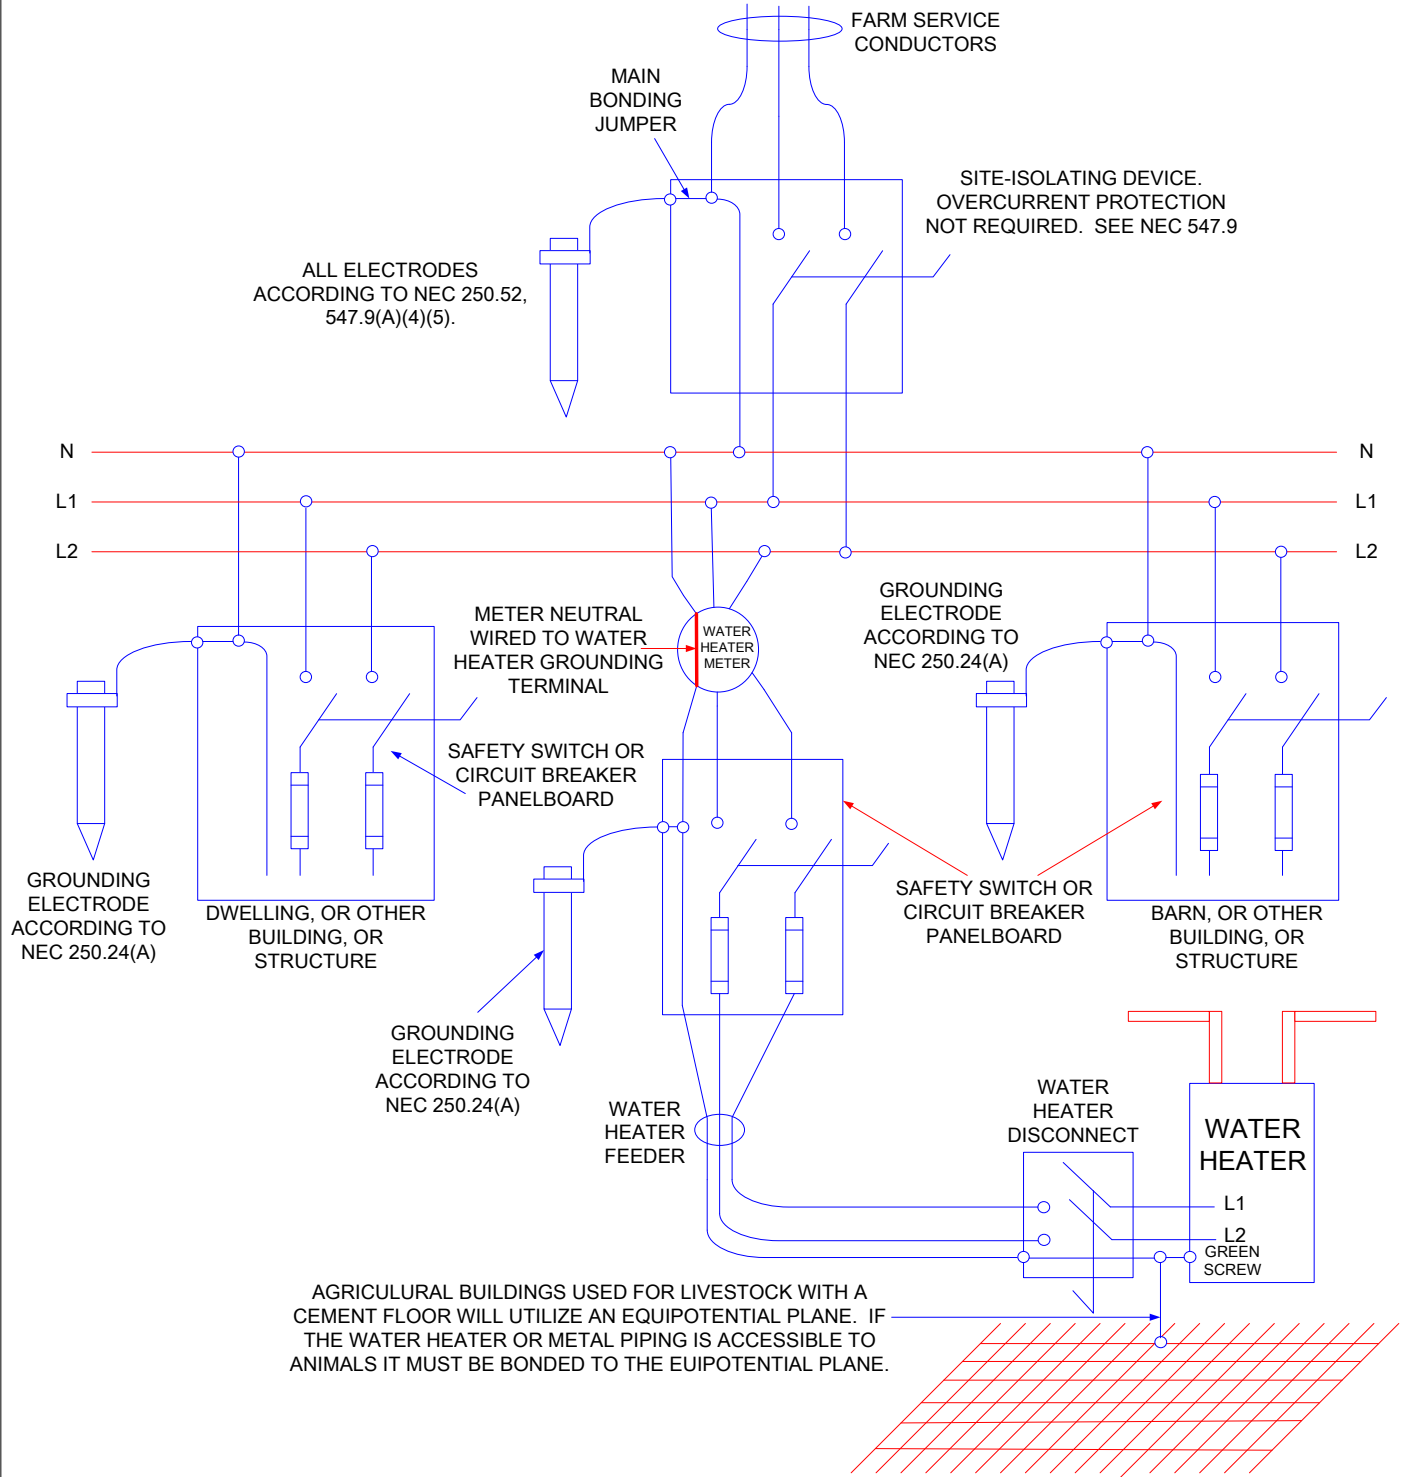 FARM SERVICE
CONDUCTORS
MAIN
BONDING
JUMPER
SITE-ISOLATING DEVICE.
OVERCURRENT PROTECTION
NOT REQUIRED. SEE NEC 547.9
ALL ELECTRODES
ACCORDING TO NEC 250.52,
547.9(A)(4)(5).
N
N
L1
L1
L2
L2
METER NEUTRAL
WIRED TO WATER
HEATER GROUNDING
TERMINAL
WATER
HEATER
METER
GROUNDING
ELECTRODE
ACCORDING TO
NEC 250.24(A)
SAFETY SWITCH OR
CIRCUIT BREAKER
PANELBOARD
GROUNDING
ELECTRODE
ACCORDING TO
NEC 250.24(A)
DWELLING, OR OTHER
BUILDING, OR
STRUCTURE
SAFETY SWITCH OR
CIRCUIT BREAKER
PANELBOARD
BARN, OR OTHER
BUILDING, OR
STRUCTURE
GROUNDING
ELECTRODE
ACCORDING TO
NEC 250.24(A)
WATER
HEATER
FEEDER
WATER
HEATER
DISCONNECT
WATER
HEATER
L1
L2
GREEN
SCREW
AGRICULURAL BUILDINGS USED FOR LIVESTOCK WITH A
CEMENT FLOOR WILL UTILIZE AN EQUIPOTENTIAL PLANE. IF
THE WATER HEATER OR METAL PIPING IS ACCESSIBLE TO
ANIMALS IT MUST BE BONDED TO THE EUIPOTENTIAL PLANE.